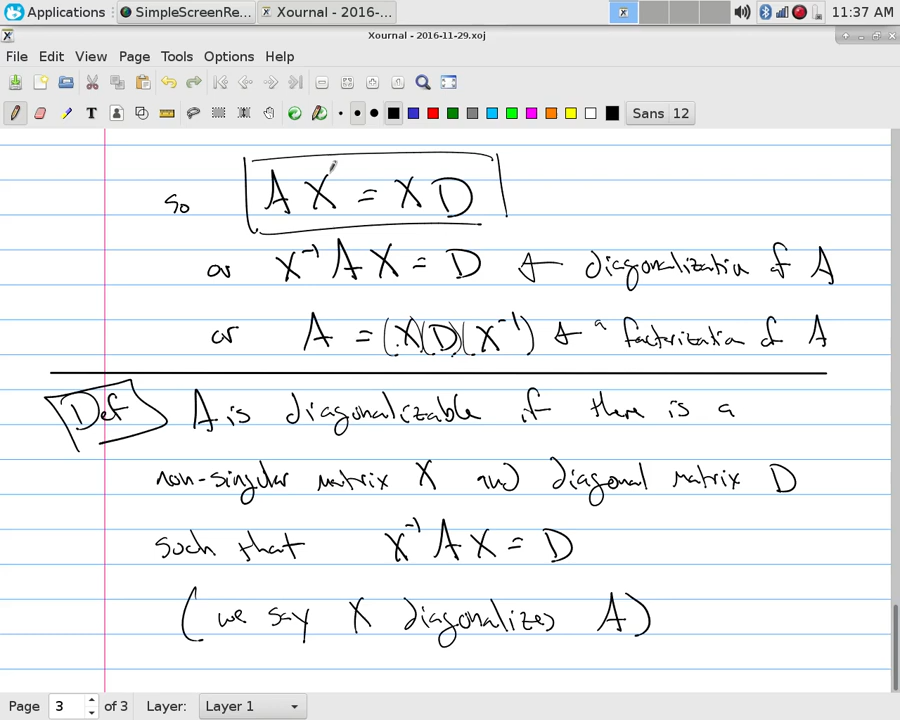 Applications SimpleScreenRe... Xournal - 2016-... 11:37 AM
Xournal - 2016-11-29.xoj
File Edit View Page Tools Options Help
Sans 12
so AX = XD
or X⁻¹AX = D ← diagonalization of A
or A = (X)(D)(X⁻¹) ← a factorization of A
Def A is diagonalizable if there is a
non-singular matrix X and diagonal matrix D
such that X⁻¹AX = D
(we say X diagonalizes A)
Page 3 of 3 Layer: Layer 1